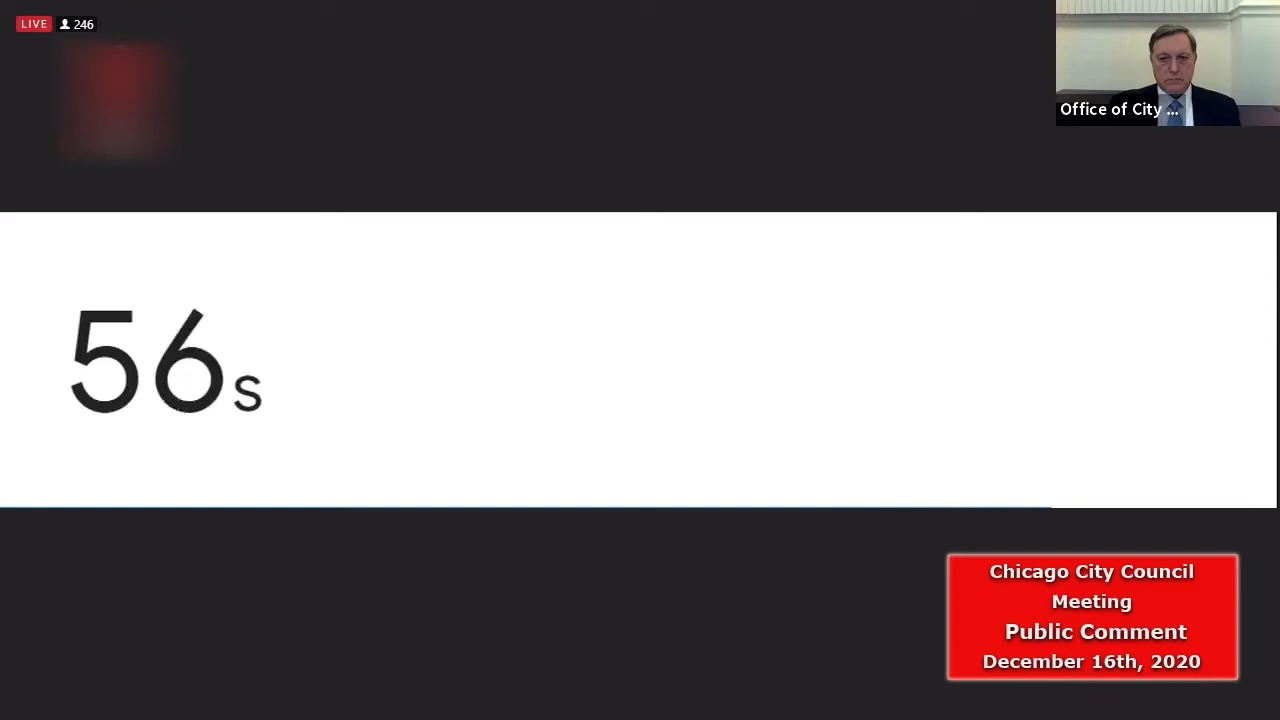 LIVE 246
Office of City ...
56s
Chicago City Council
Meeting
Public Comment
December 16th, 2020